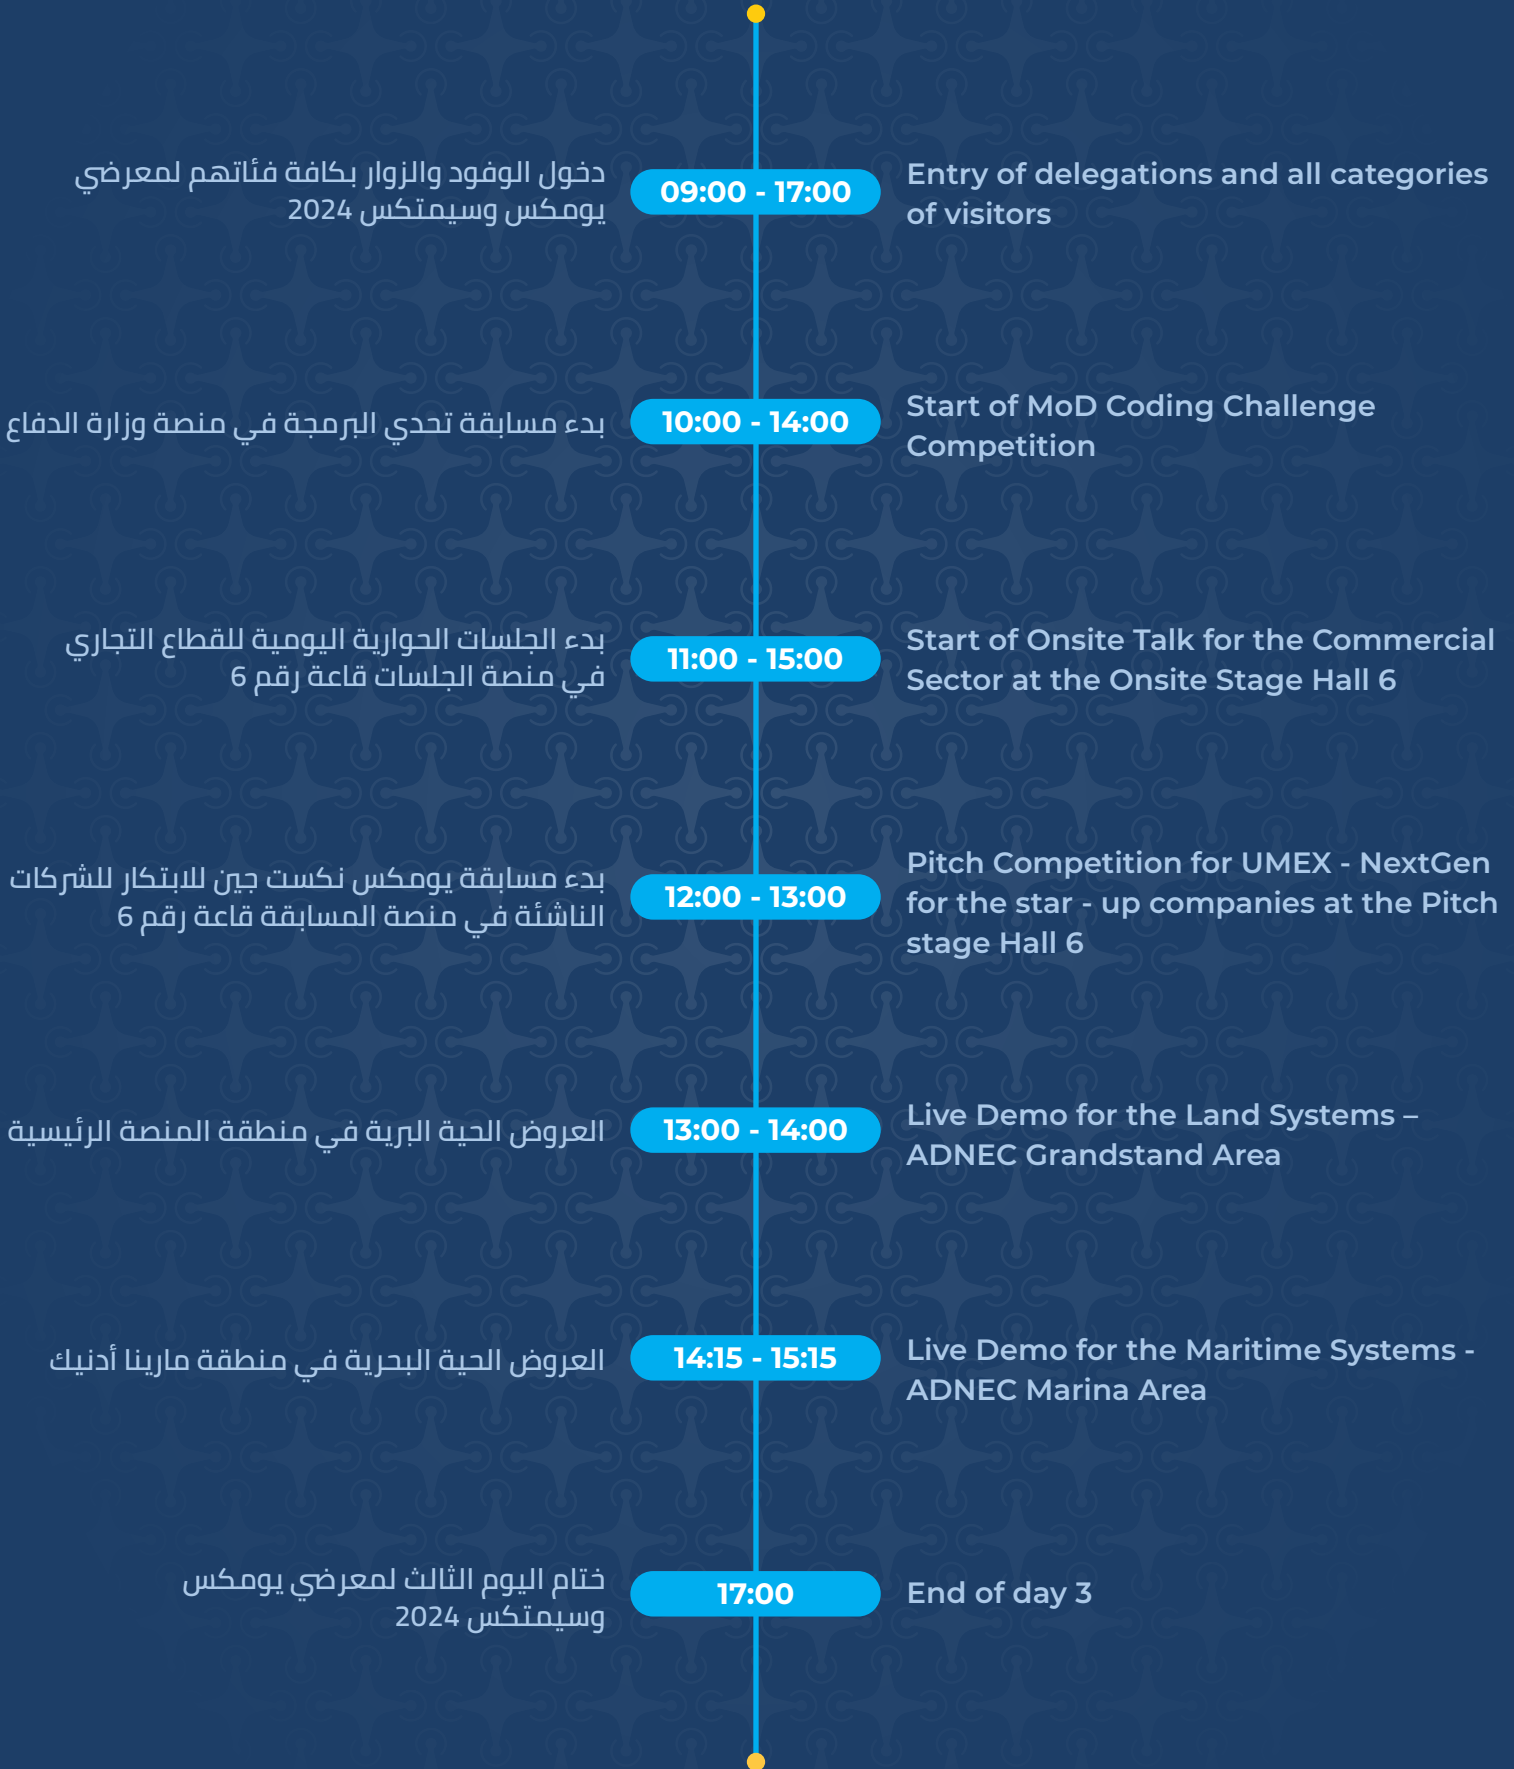 دخول الوفود والزوار بكافة فئاتهم لمعرضي
يومكس وسيمتكس 2024
09:00 - 17:00
Entry of delegations and all categories
of visitors
بدء مسابقة تحدي البرمجة في منصة وزارة الدفاع
10:00 - 14:00
Start of MoD Coding Challenge
Competition
بدء الجلسات الحوارية اليومية للقطاع التجاري
في منصة الجلسات قاعة رقم 6
11:00 - 15:00
Start of Onsite Talk for the Commercial
Sector at the Onsite Stage Hall 6
بدء مسابقة يومكس نكست جين للابتكار للشركات
الناشئة في منصة المسابقة قاعة رقم 6
12:00 - 13:00
Pitch Competition for UMEX - NextGen
for the star - up companies at the Pitch
stage Hall 6
العروض الحية البرية في منطقة المنصة الرئيسية
13:00 - 14:00
Live Demo for the Land Systems –
ADNEC Grandstand Area
العروض الحية البحرية في منطقة مارينا أدنيك
14:15 - 15:15
Live Demo for the Maritime Systems -
ADNEC Marina Area
ختام اليوم الثالث لمعرضي يومكس
وسيمتكس 2024
17:00
End of day 3